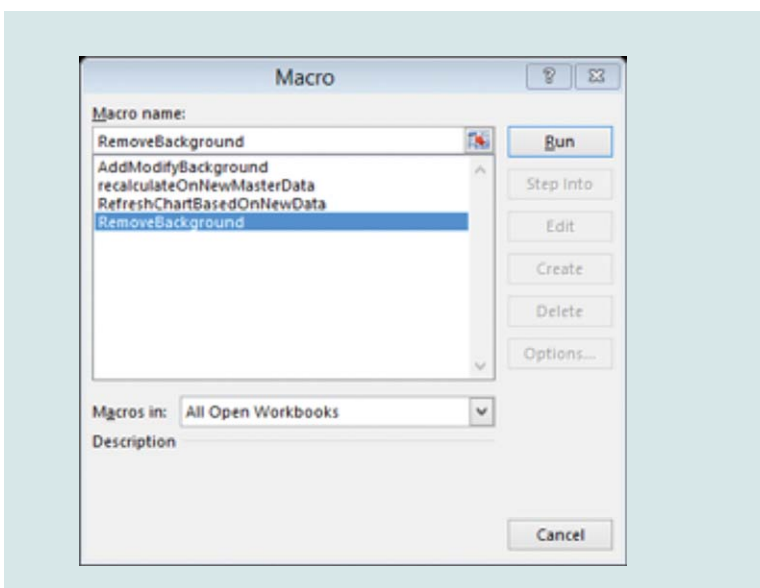 Macro
Macro name:
RemoveBackground
Run
AddModifyBackground
recalculateOnNewMasterData
RefreshChartBasedOnNewData
RemoveBackground
Step Into
Edit
Create
Delete
Options...
Macros in: All Open Workbooks
Description
Cancel